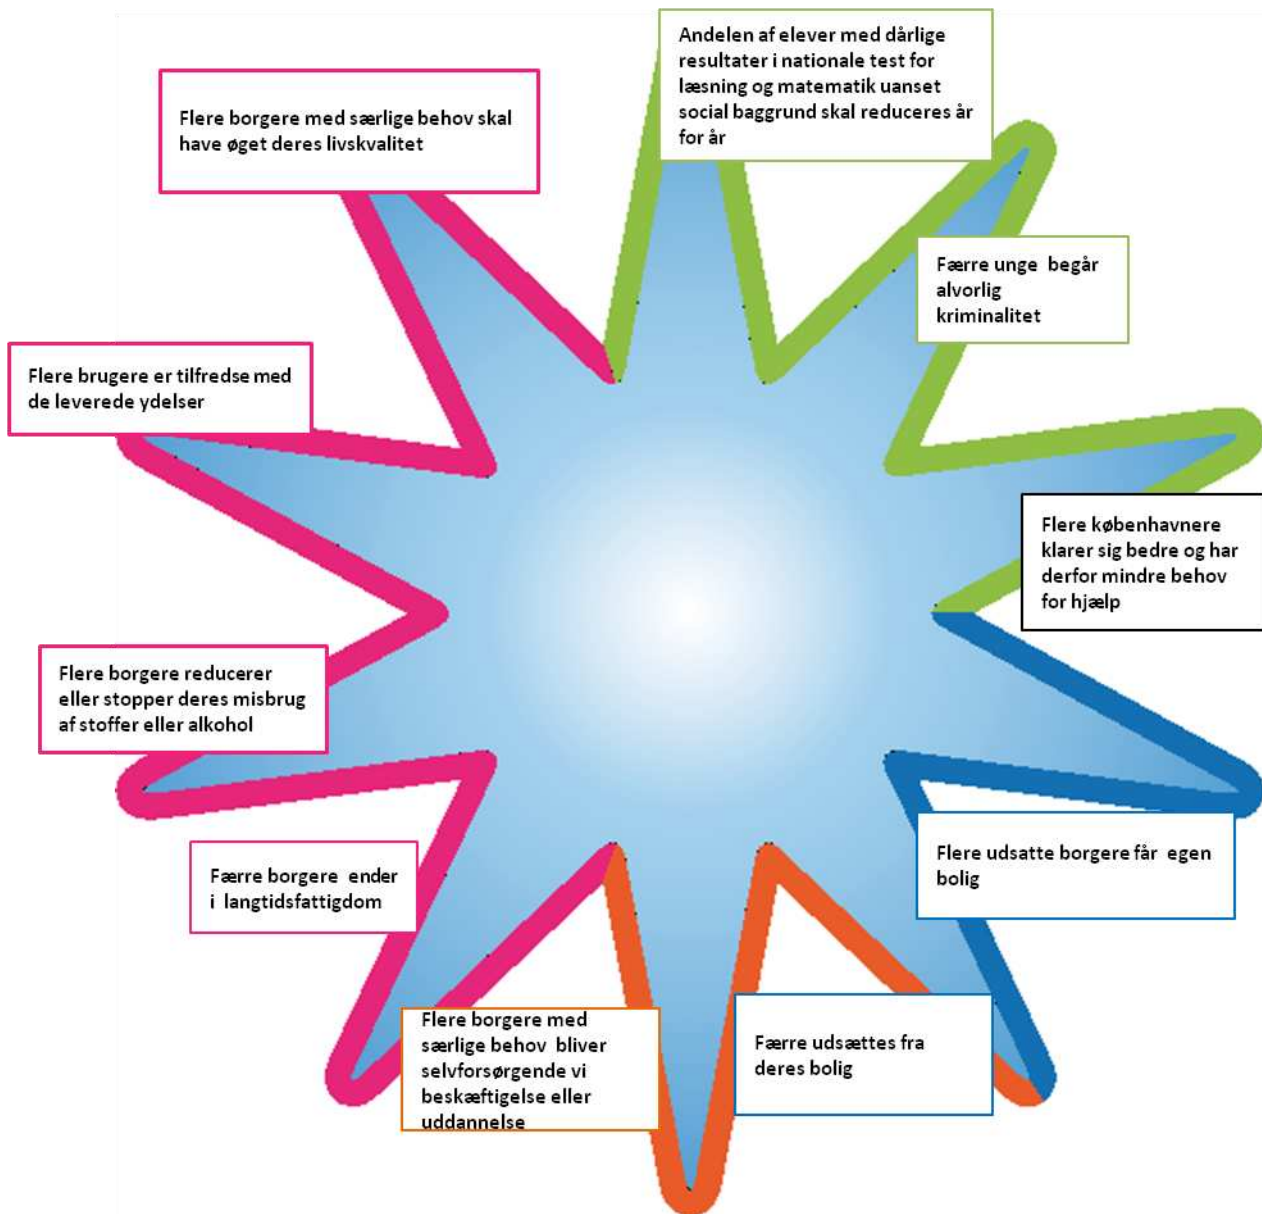 Andelen af elever med dårlige
resultater i nationale test for
læsning og matematik uanset
social baggrund skal reduceres år
for år
Flere borgere med særlige behov skal
have øget deres livskvalitet
Færre unge begår
alvorlig
kriminalitet
Flere brugere er tilfredse med
de leverede ydelser
Flere københavnere
klarer sig bedre og har
derfor mindre behov
for hjælp
Flere borgere reducerer
eller stopper deres misbrug
af stoffer eller alkohol
Flere udsatte borgere får egen
bolig
Færre borgere ender
i langtidsfattigdom
Flere borgere med
særlige behov bliver
selvforsørgende vi
beskæftigelse eller
uddannelse
Færre udsættes fra
deres bolig